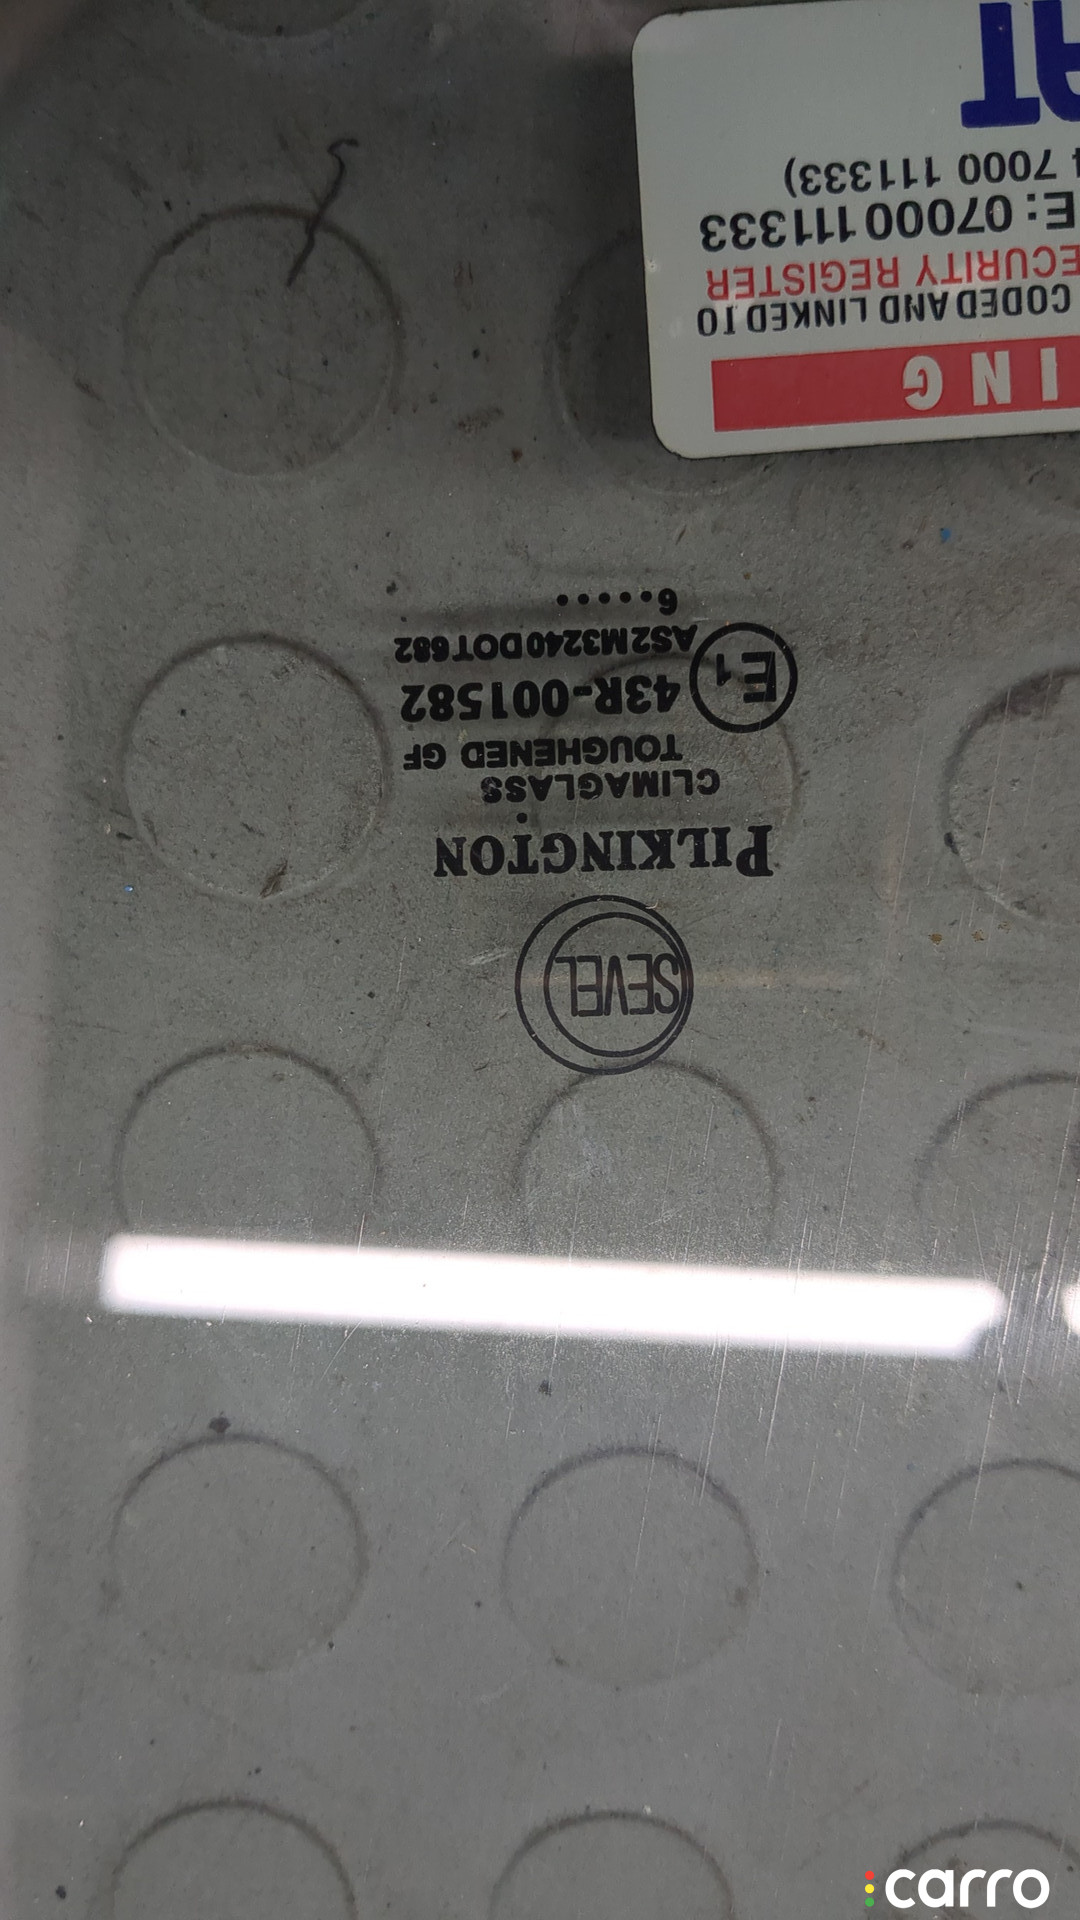 SEVEL
PILKINGTON
CLIMAGLASS
TOUGHENED GF
E1 43R-001582
AS2 M3240 DOT682
6.....
ING
CODED AND LINKED TO
ECURITY REGISTER
E: 07000 111333
7000 111333)
AT
carro